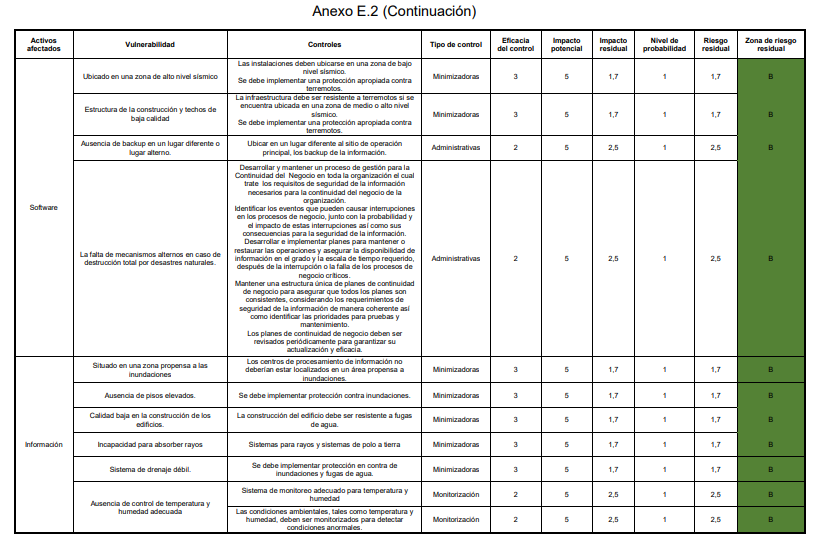 Anexo E.2 (Continuación)
Activos afectados | Vulnerabilidad | Controles | Tipo de control | Eficacia del control | Impacto potencial | Impacto residual | Nivel de probabilidad | Riesgo residual | Zona de riesgo residual
Software
Ubicado en una zona de alto nivel sísmico
Las instalaciones deben ubicarse en una zona de bajo
nivel sísmico.
Se debe implementar una protección apropiada contra
terremotos.
Minimizadoras | 3 | 5 | 1,7 | 1 | 1,7 | B
Estructura de la construcción y techos de
baja calidad
La infraestructura debe ser resistente a terremotos si se
encuentra ubicada en una zona de medio o alto nivel
sísmico.
Se debe implementar una protección apropiada contra
terremotos.
Minimizadoras | 3 | 5 | 1,7 | 1 | 1,7 | B
Ausencia de backup en un lugar diferente o
lugar alterno.
Ubicar en un lugar diferente al sitio de operación
principal, los backup de la información.
Administrativas | 2 | 5 | 2,5 | 1 | 2,5 | B
La falta de mecanismos alternos en caso de
destrucción total por desastres naturales.
Desarrollar y mantener un proceso de gestión para la
Continuidad del Negocio en toda la organización el cual
trate los requisitos de seguridad de la información
necesarios para la continuidad del negocio de la
organización.
Identificar los eventos que pueden causar interrupciones
en los procesos de negocio, junto con la probabilidad y
el impacto de estas interrupciones así como sus
consecuencias para la seguridad de la información.
Desarrollar e implementar planes para mantener o
restaurar las operaciones y asegurar la disponibilidad de
información en el grado y la escala de tiempo requerido,
después de la interrupción o la falla de los procesos de
negocio críticos.
Mantener una estructura única de planes de continuidad
de negocio para asegurar que todos los planes son
consistentes, considerando los requerimientos de
seguridad de la información de manera coherente así
como identificar las prioridades para pruebas y
mantenimiento.
Los planes de continuidad de negocio deben ser
revisados periódicamente para garantizar su
actualización y eficacia.
Administrativas | 2 | 5 | 2,5 | 1 | 2,5 | B
Información
Situado en una zona propensa a las
inundaciones
Los centros de procesamiento de información no
deberían estar localizados en un área propensa a
inundaciones.
Minimizadoras | 3 | 5 | 1,7 | 1 | 1,7 | B
Ausencia de pisos elevados.
Se debe implementar protección contra inundaciones.
Minimizadoras | 3 | 5 | 1,7 | 1 | 1,7 | B
Calidad baja en la construcción de los
edificios.
La construcción del edificio debe ser resistente a fugas
de agua.
Minimizadoras | 3 | 5 | 1,7 | 1 | 1,7 | B
Incapacidad para absorber rayos
Sistemas para rayos y sistemas de polo a tierra
Minimizadoras | 3 | 5 | 1,7 | 1 | 1,7 | B
Sistema de drenaje débil.
Se debe implementar protección en contra de
inundaciones y fugas de agua.
Minimizadoras | 3 | 5 | 1,7 | 1 | 1,7 | B
Ausencia de control de temperatura y
humedad adecuada
Sistema de monitoreo adecuado para temperatura y
humedad
Monitorización | 2 | 5 | 2,5 | 1 | 2,5 | B
Las condiciones ambientales, tales como temperatura y
humedad, deben ser monitorizados para detectar
condiciones anormales.
Monitorización | 2 | 5 | 2,5 | 1 | 2,5 | B